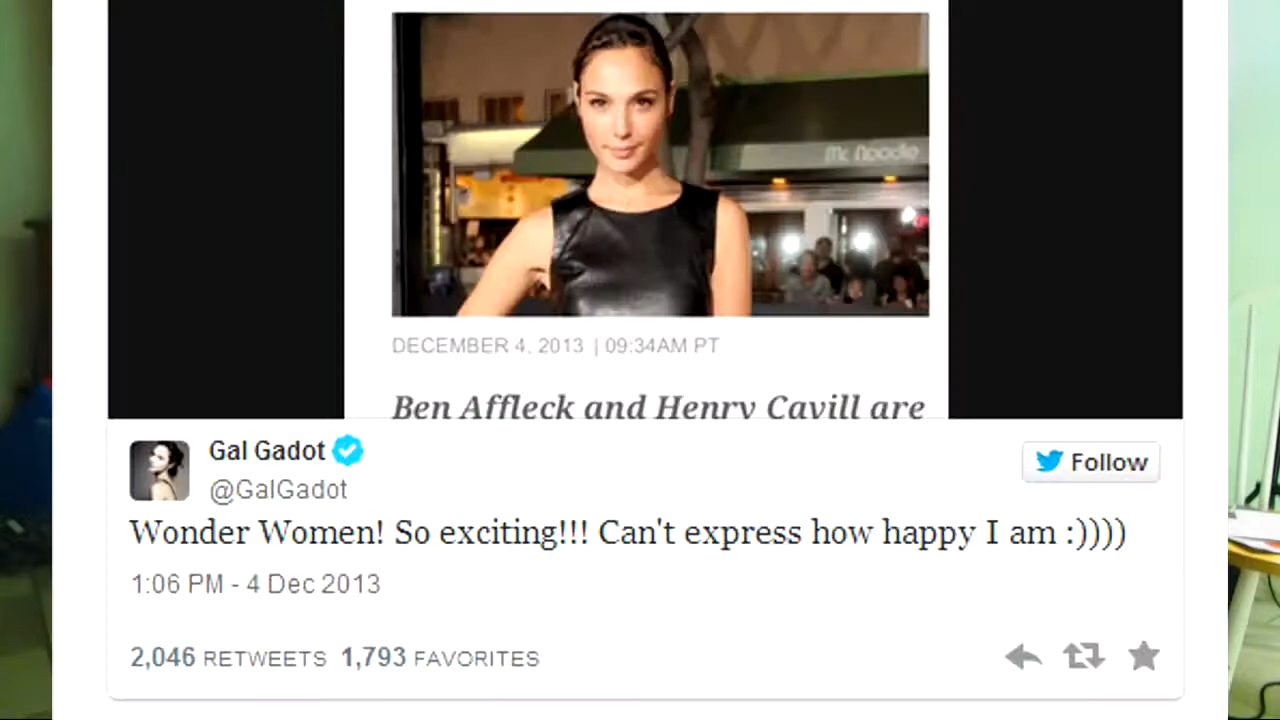 Mr. Noodle
DECEMBER 4, 2013 | 09:34AM PT
Ben Affleck and Henry Cavill are
Gal Gadot
@GalGadot
Follow
Wonder Women! So exciting!!! Can't express how happy I am :))))
1:06 PM - 4 Dec 2013
2,046 RETWEETS 1,793 FAVORITES